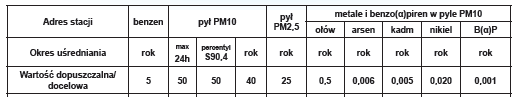 Adres stacji benzen pył PM10 pył PM2,5 metale i benzo(α)piren w pyle PM10
ołów arsen kadm nikiel B(α)P
Okres uśredniania rok max 24h percentyl S90,4 rok rok rok rok rok rok rok
Wartość dopuszczalna/ docelowa 5 50 50 40 25 0,5 0,006 0,005 0,020 0,001